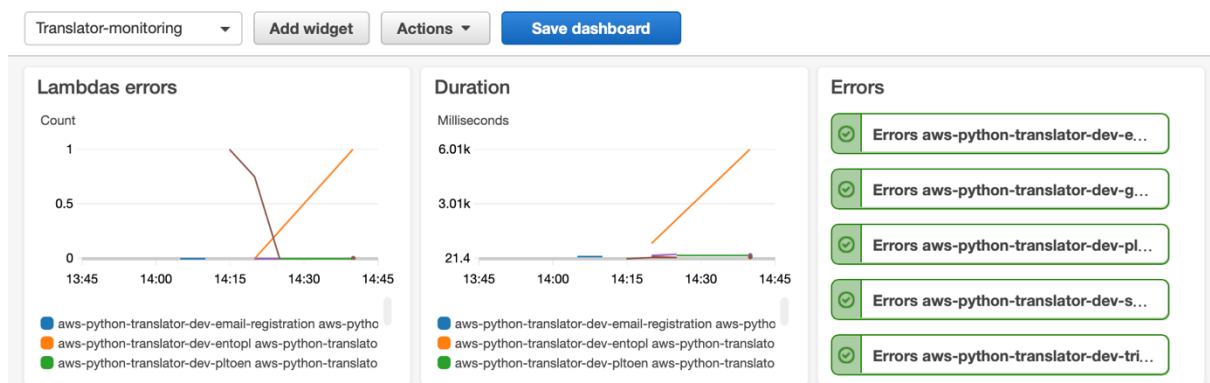 Translator-monitoring Add widget Actions Save dashboard
Lambdas errors
Count
1
0.5
0
13:45 14:00 14:15 14:30 14:45
aws-python-translator-dev-email-registration aws-pytho
aws-python-translator-dev-entopl aws-python-translato
aws-python-translator-dev-pltoen aws-python-translato
Duration
Milliseconds
6.01k
3.01k
21.4
13:45 14:00 14:15 14:30 14:45
aws-python-translator-dev-email-registration aws-pytho
aws-python-translator-dev-entopl aws-python-translato
aws-python-translator-dev-pltoen aws-python-translato
Errors
Errors aws-python-translator-dev-e...
Errors aws-python-translator-dev-g...
Errors aws-python-translator-dev-pl...
Errors aws-python-translator-dev-s...
Errors aws-python-translator-dev-tri...